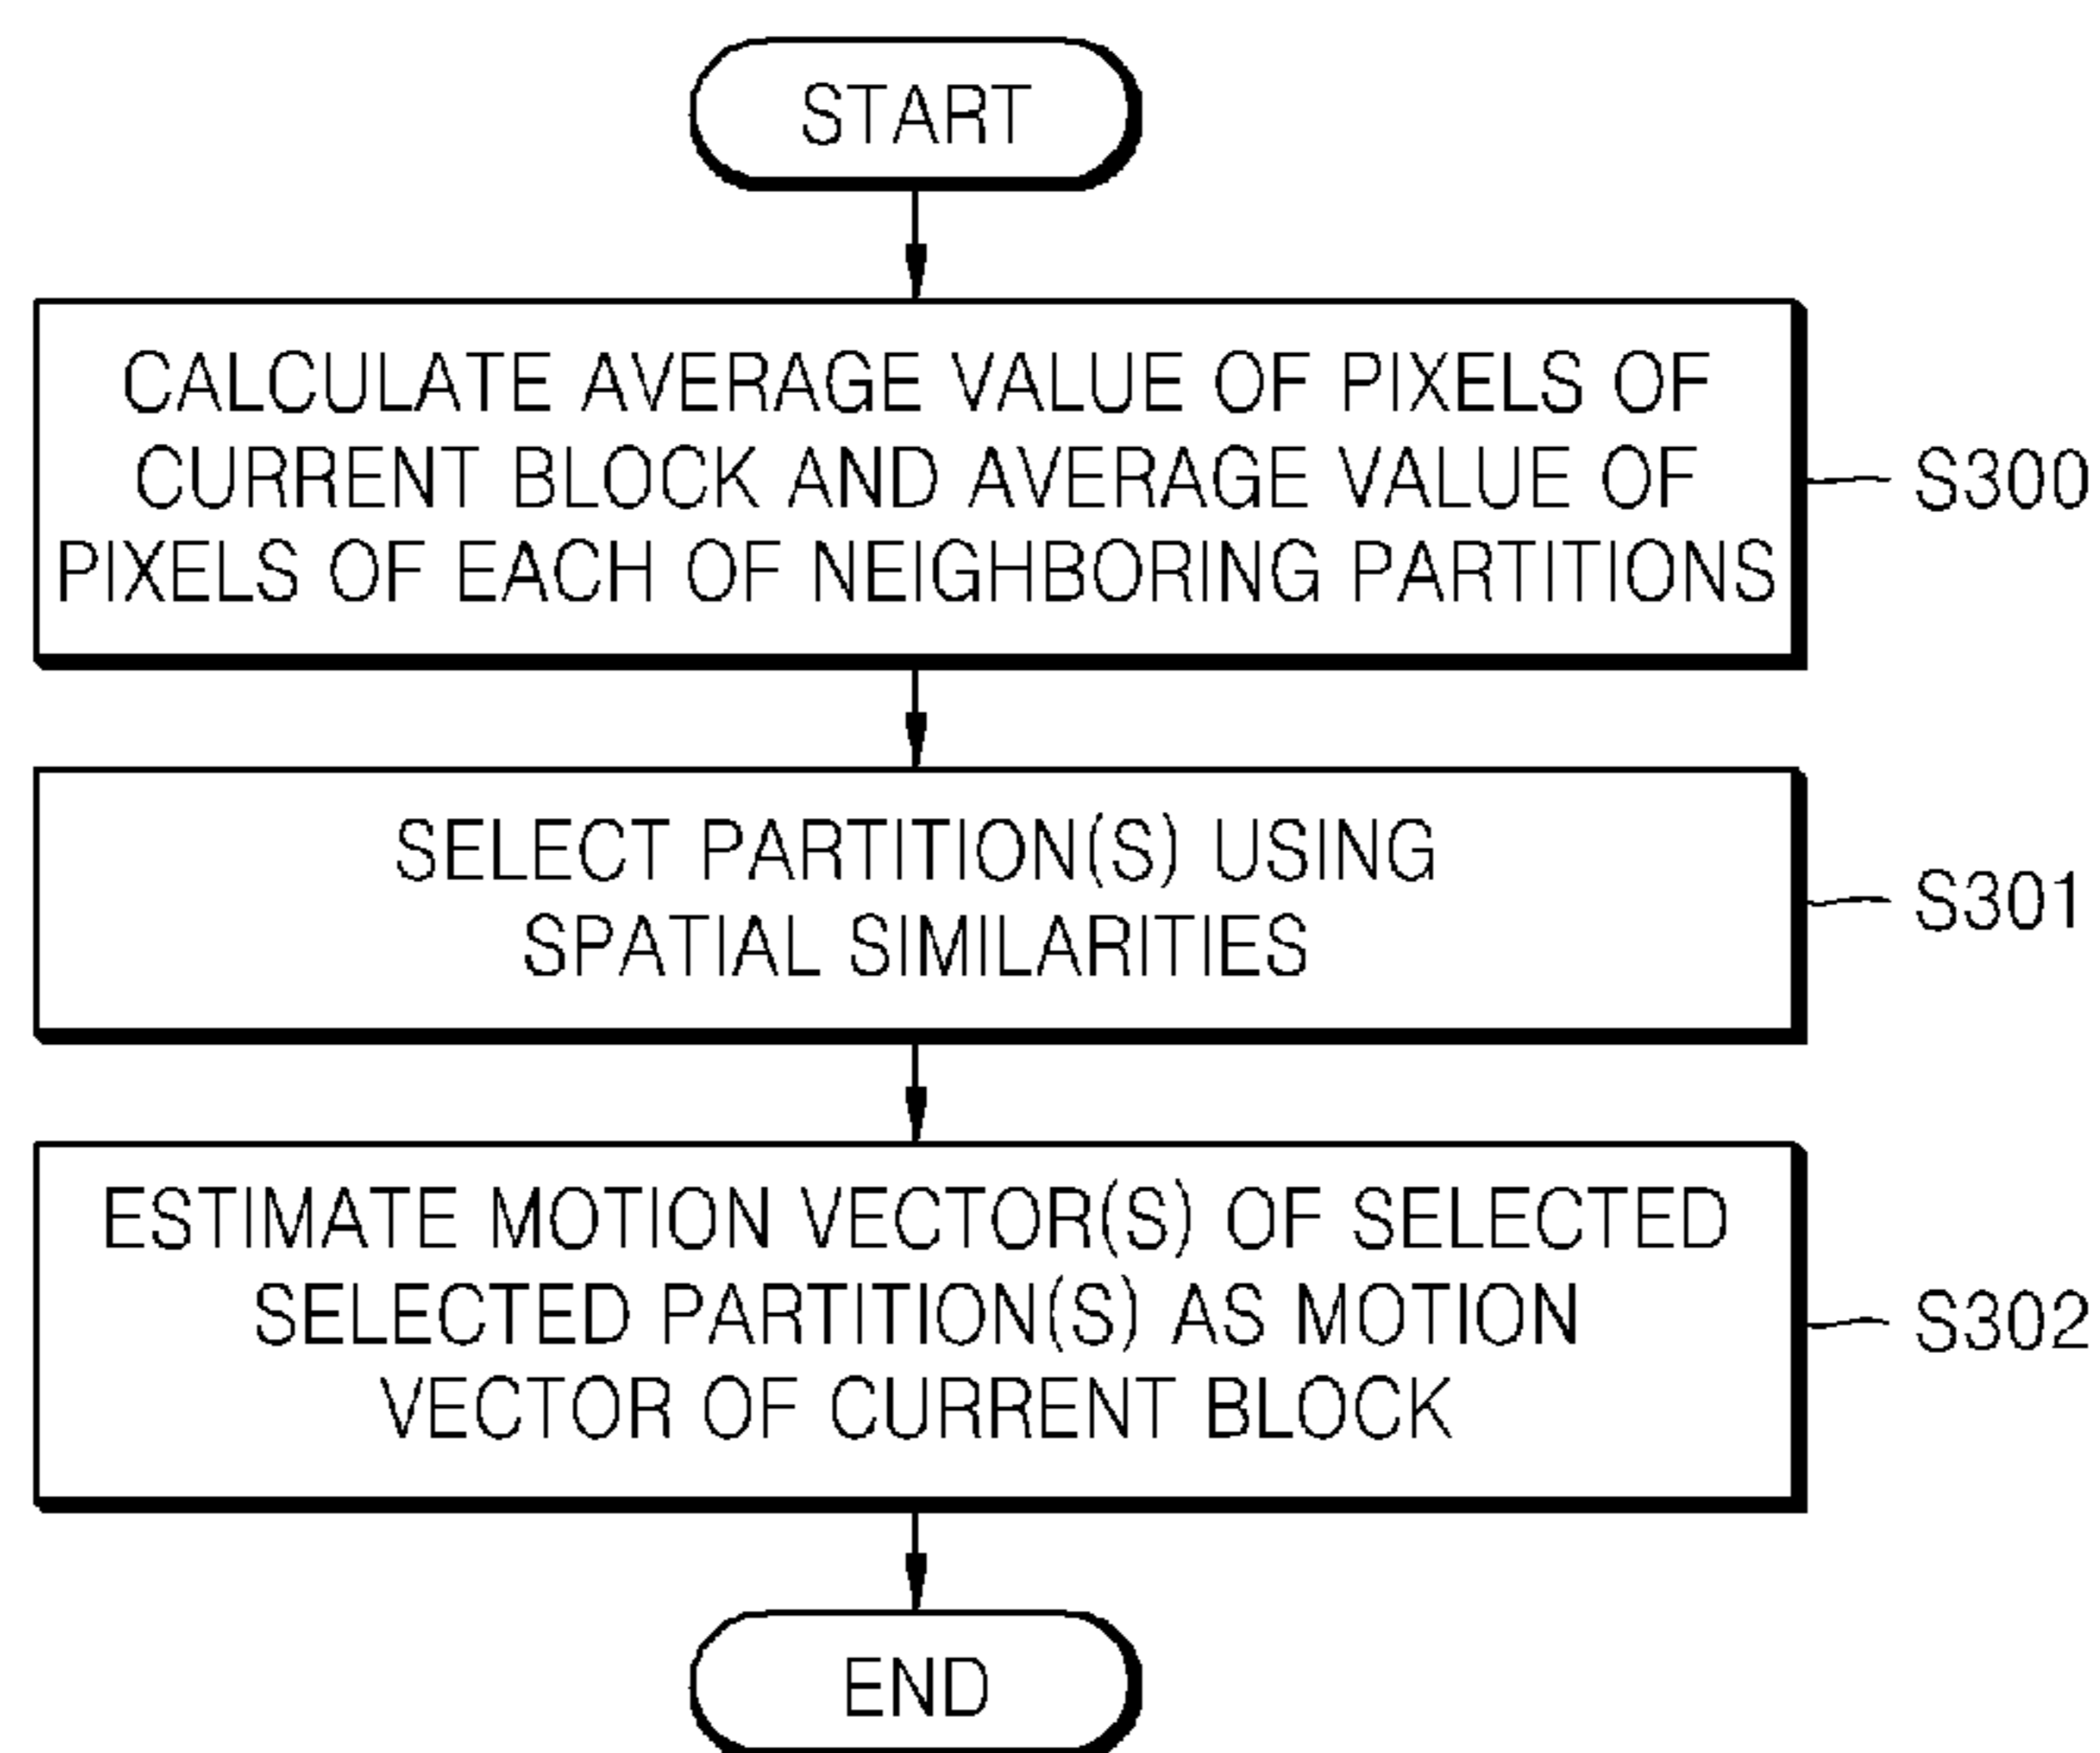 START
CALCULATE AVERAGE VALUE OF PIXELS OF
CURRENT BLOCK AND AVERAGE VALUE OF
PIXELS OF EACH OF NEIGHBORING PARTITIONS
S300
SELECT PARTITION(S) USING
SPATIAL SIMILARITIES
S301
ESTIMATE MOTION VECTOR(S) OF SELECTED
SELECTED PARTITION(S) AS MOTION
VECTOR OF CURRENT BLOCK
S302
END